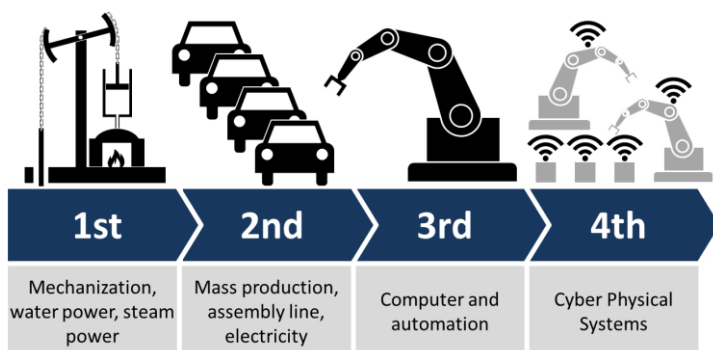 1st
2nd
3rd
4th
Mechanization,
water power, steam
power
Mass production,
assembly line,
electricity
Computer and
automation
Cyber Physical
Systems